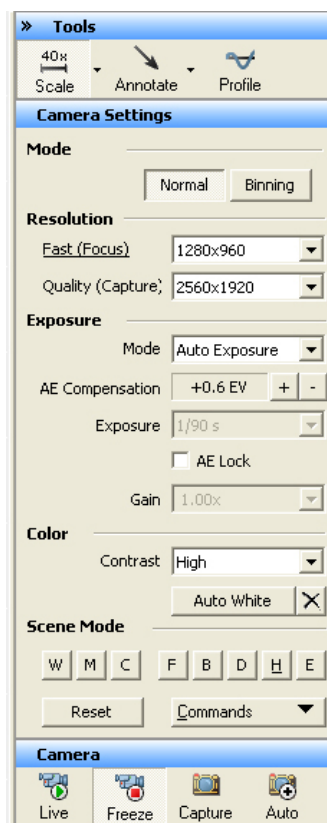 » Tools
40x
Scale Annotate Profile
Camera Settings
Mode
Normal Binning
Resolution
Fast (Focus) 1280x960
Quality (Capture) 2560x1920
Exposure
Mode Auto Exposure
AE Compensation +0.6 EV + -
Exposure 1/90 s
AE Lock
Gain 1.00x
Color
Contrast High
Auto White X
Scene Mode
W M C F B D H E
Reset Commands
Camera
Live Freeze Capture Auto